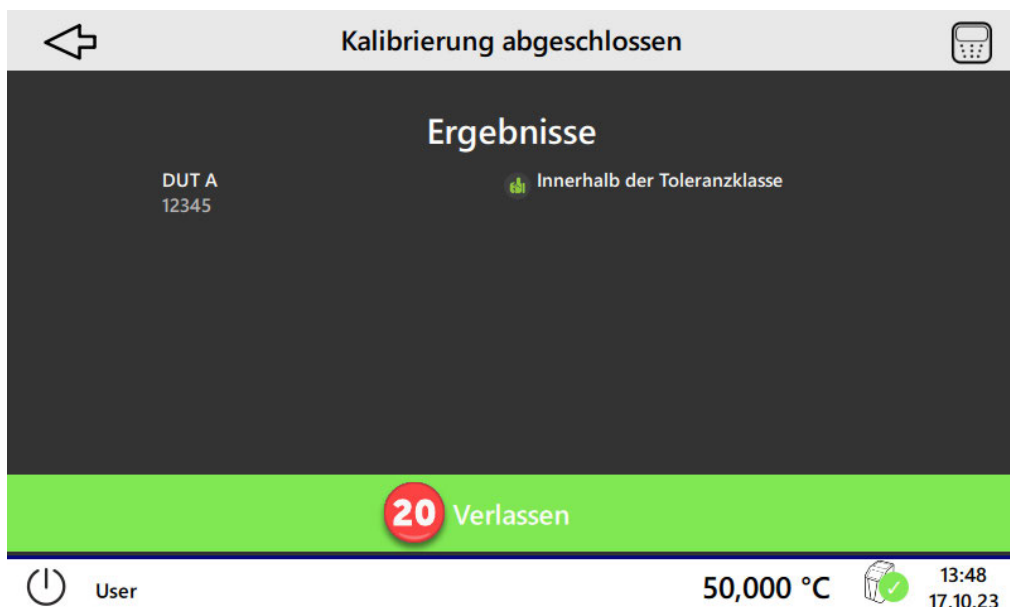 Kalibrierung abgeschlossen
Ergebnisse
DUT A
Innerhalb der Toleranzklasse
12345
20 Verlassen
User
50,000 °C
13:48
17.10.23